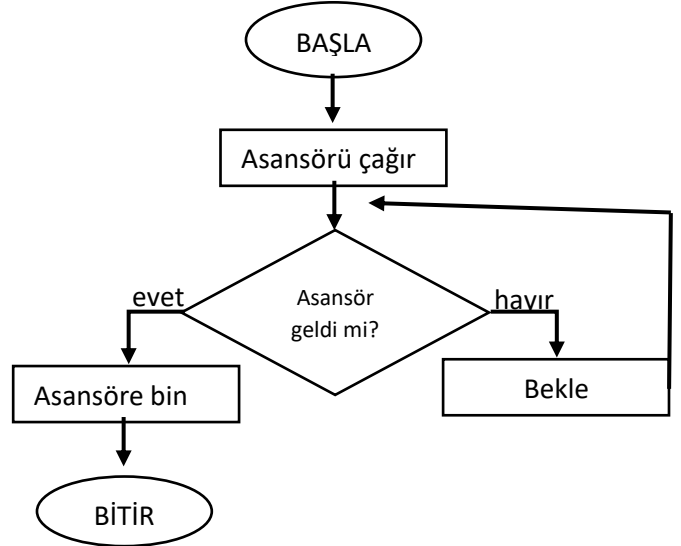 BAŞLA
Asansörü çağır
evet
Asansör
geldi mi?
hayır
Asansöre bin
Bekle
BİTİR